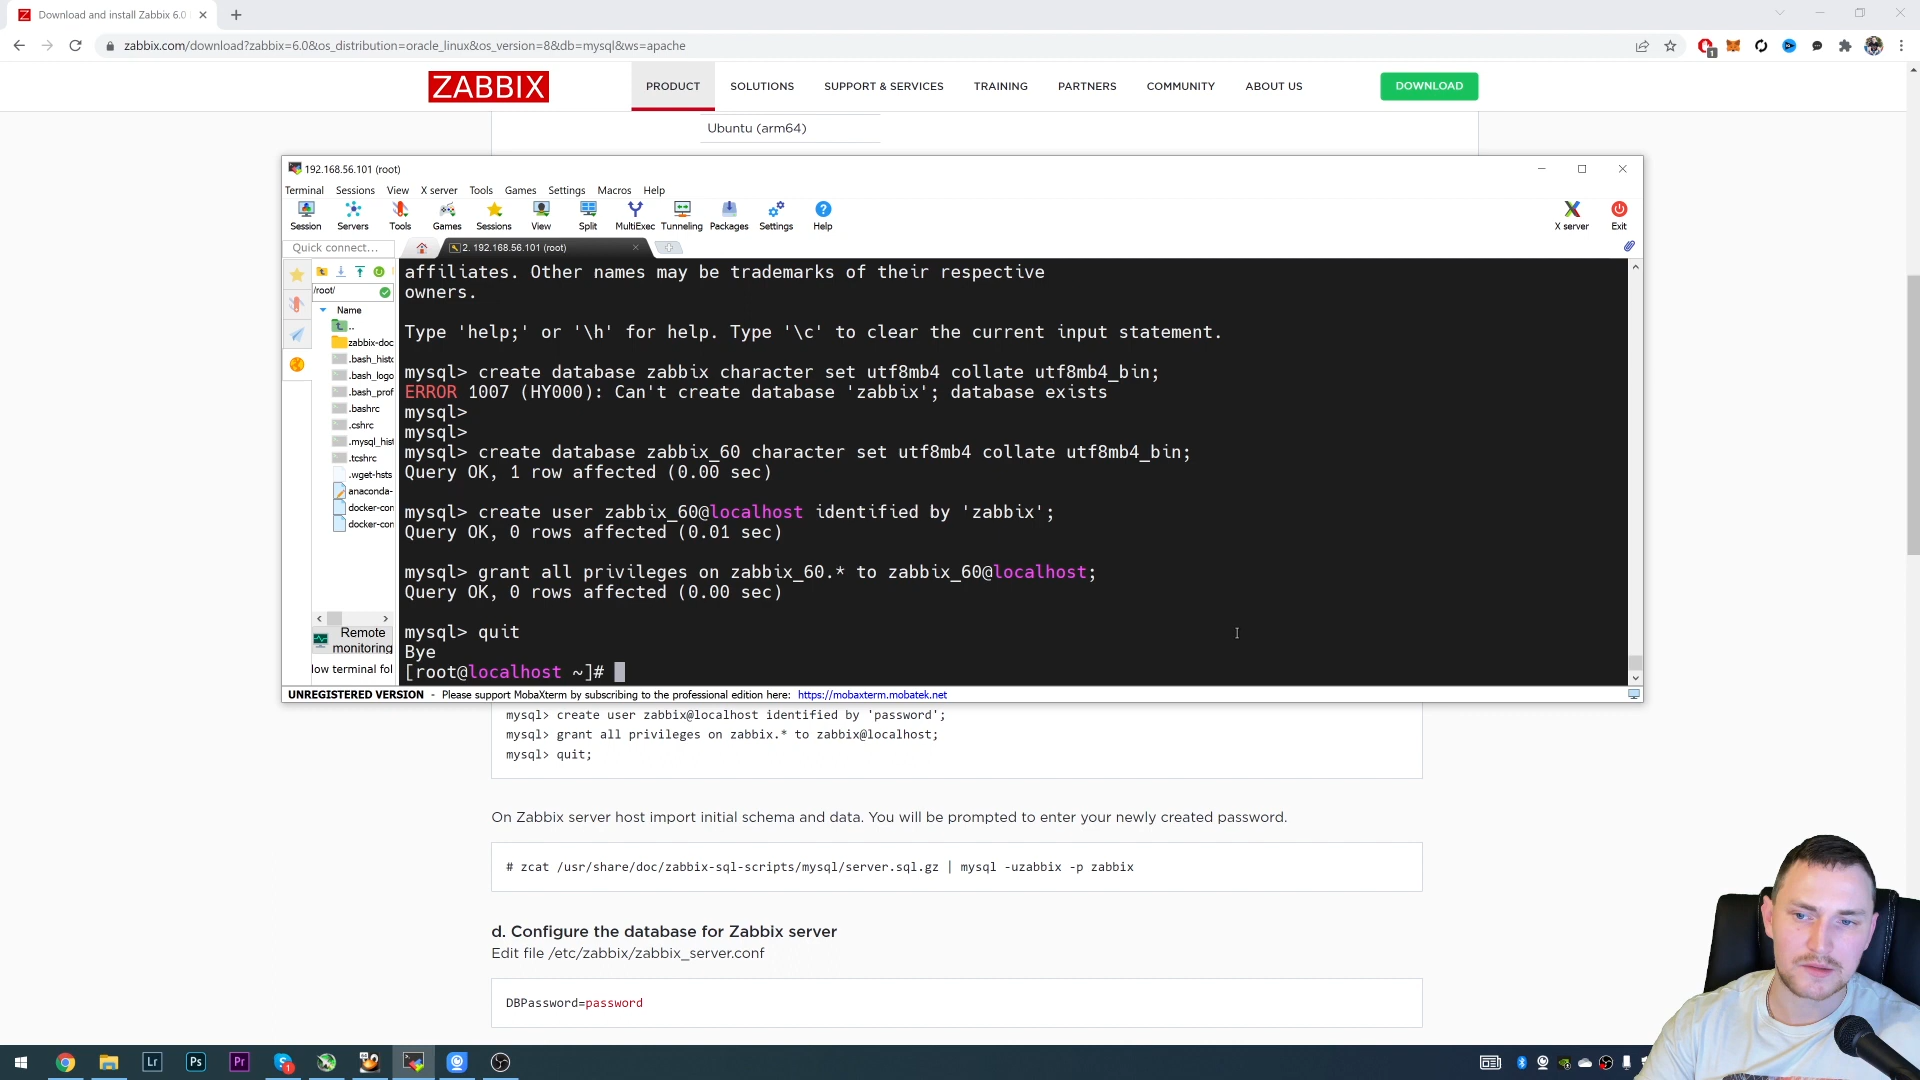 Download and install Zabbix 6.0
zabbix.com/download?zabbix=6.0&os_distribution=oracle_linux&os_version=8&db=mysql&ws=apache
1
ZABBIX
PRODUCT
SOLUTIONS
SUPPORT & SERVICES
TRAINING
PARTNERS
COMMUNITY
ABOUT US
DOWNLOAD
Ubuntu (arm64)
192.168.56.101 (root)
Terminal Sessions View X server Tools Games Settings Macros Help
Session Servers Tools Games Sessions View Split MultiExec Tunneling Packages Settings Help
X server Exit
Quick connect...
2. 192.168.56.101 (root)
/root/
Name
..
zabbix-doc
.bash_histo
.bash_logo
.bash_prof
.bashrc
.cshrc
.mysql_hist
.tcshrc
.wget-hsts
anaconda-
docker-con
docker-con
Remote
monitoring
low terminal fol
affiliates. Other names may be trademarks of their respective
owners.
Type 'help;' or '\h' for help. Type '\c' to clear the current input statement.
mysql> create database zabbix character set utf8mb4 collate utf8mb4_bin;
ERROR 1007 (HY000): Can't create database 'zabbix'; database exists
mysql>
mysql>
mysql> create database zabbix_60 character set utf8mb4 collate utf8mb4_bin;
Query OK, 1 row affected (0.00 sec)
mysql> create user zabbix_60@localhost identified by 'zabbix';
Query OK, 0 rows affected (0.01 sec)
mysql> grant all privileges on zabbix_60.* to zabbix_60@localhost;
Query OK, 0 rows affected (0.00 sec)
mysql> quit
Bye
[root@localhost ~]#
UNREGISTERED VERSION - Please support MobaXterm by subscribing to the professional edition here: https://mobaxterm.mobatek.net
mysql> create user zabbix@localhost identified by 'password';
mysql> grant all privileges on zabbix.* to zabbix@localhost;
mysql> quit;
On Zabbix server host import initial schema and data. You will be prompted to enter your newly created password.
# zcat /usr/share/doc/zabbix-sql-scripts/mysql/server.sql.gz | mysql -uzabbix -p zabbix
d. Configure the database for Zabbix server
Edit file /etc/zabbix/zabbix_server.conf
DBPassword=password
Lr
Ps
Pr
1